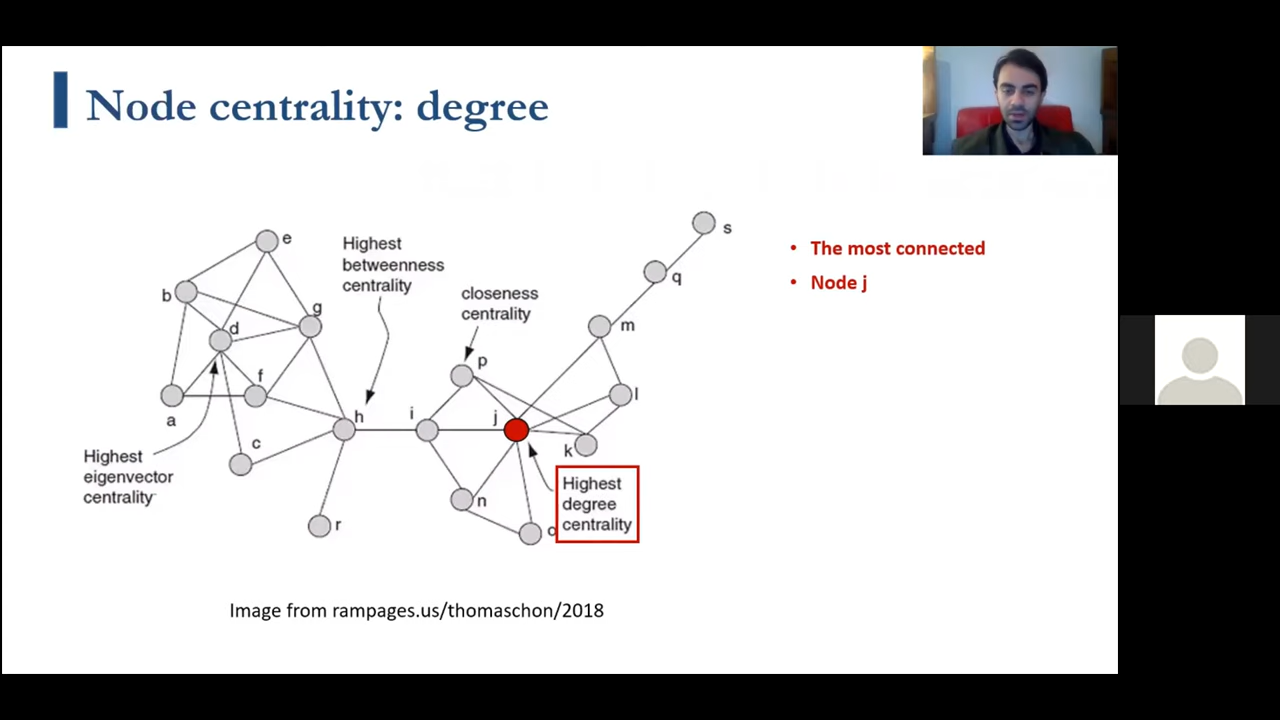 Node centrality: degree
e
Highest
betweenness
centrality
s
The most connected
q
Node j
b
closeness
centrality
g
d
m
p
f
l
a
h
i
j
c
k
Highest
eigenvector
centrality
Highest
degree
centrality
n
r
o
Image from rampages.us/thomaschon/2018